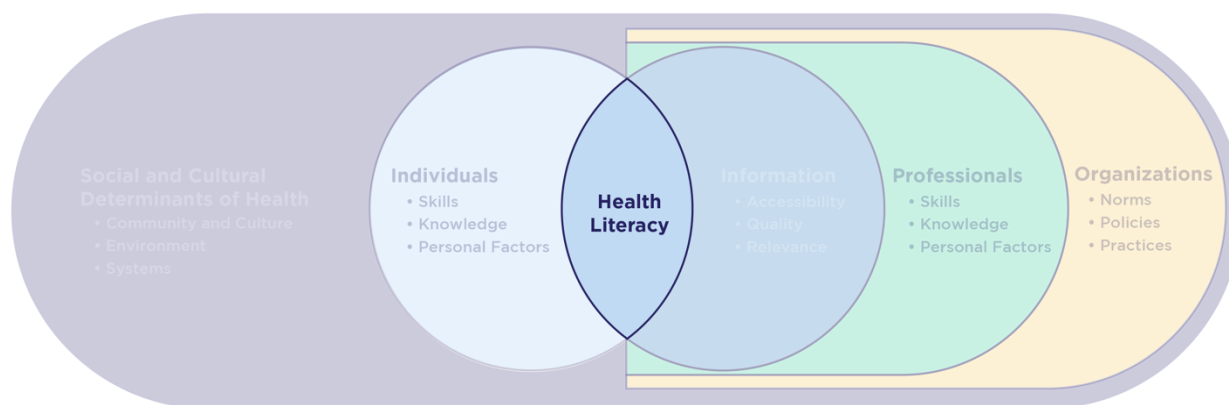 Social and Cultural
Determinants of Health
• Community and Culture
• Environment
• Systems
Individuals
• Skills
• Knowledge
• Personal Factors
Health
Literacy
Information
• Accessibility
• Quality
• Relevance
Professionals
• Skills
• Knowledge
• Personal Factors
Organizations
• Norms
• Policies
• Practices